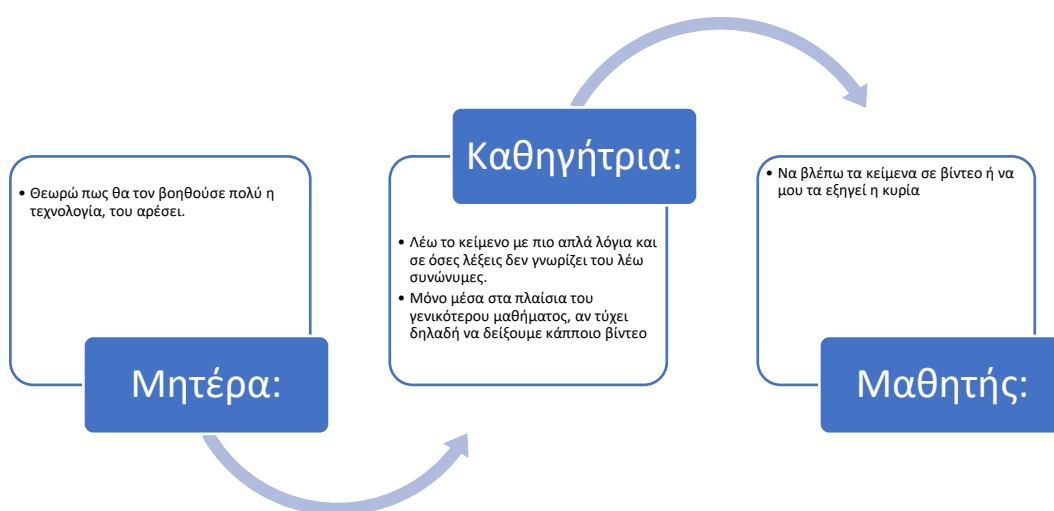 • Θεωρώ πως θα τον βοηθούσε πολύ η
τεχνολογία, του αρέσει.
Μητέρα:
Καθηγήτρια:
• Λέω το κείμενο με πιο απλά λόγια και
σε όσες λέξεις δεν γνωρίζει του λέω
συνώνυμες.
• Μόνο μέσα στα πλαίσια του
γενικότερου μαθήματος, αν τύχει
δηλαδή να δείξουμε κάππποιο βίντεο
• Να βλέπω τα κείμενα σε βίντεο ή να
μου τα εξηγεί η κυρία
Μαθητής: